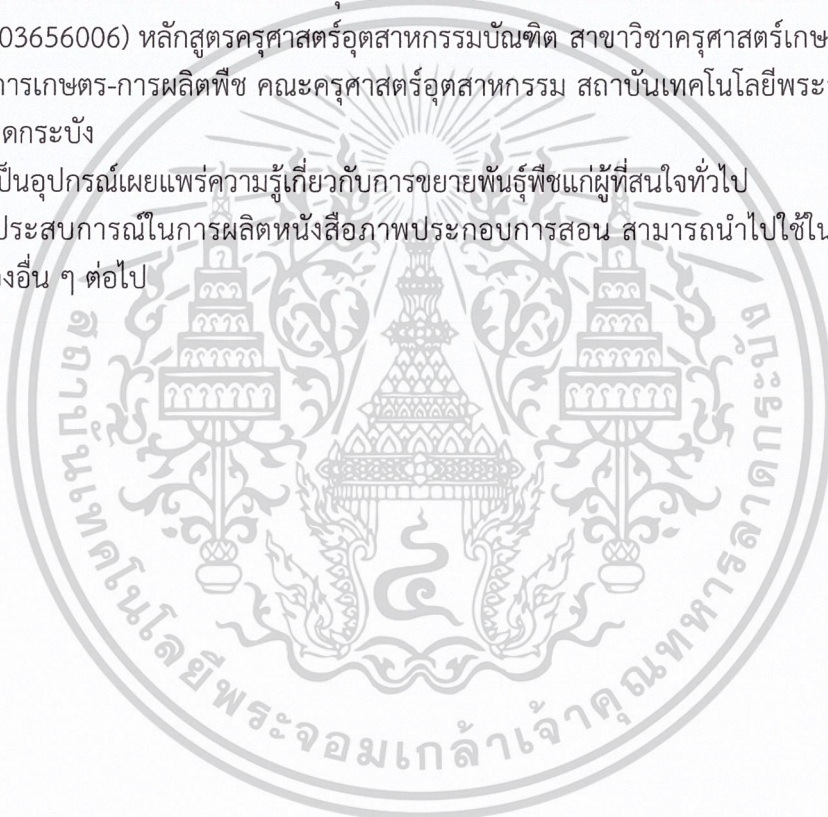 03656006) หลักสูตรครุศาสตร์อุตสาหกรรมบัณฑิต สาขาวิชาครุศาสตร์เกษ
การเกษตร-การผลิตพืช คณะครุศาสตร์อุตสาหกรรม สถาบันเทคโนโลยีพระ
ดกระบัง
เป็นอุปกรณ์เผยแพร่ความรู้เกี่ยวกับการขยายพันธุ์พืชแก่ผู้ที่สนใจทั่วไป
ประสบการณ์ในการผลิตหนังสือภาพประกอบการสอน สามารถนำไปใช้ใน
งอื่น ๆ ต่อไป
สถาบันเทคโนโลยีพระจอมเกล้าเจ้าคุณทหารลาดกระบัง
๔